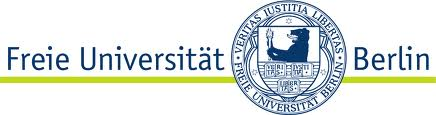 Freie Universität Berlin
VERITAS IUSTITIA LIBERTAS
FREIE UNIVERSITÄT BERLIN